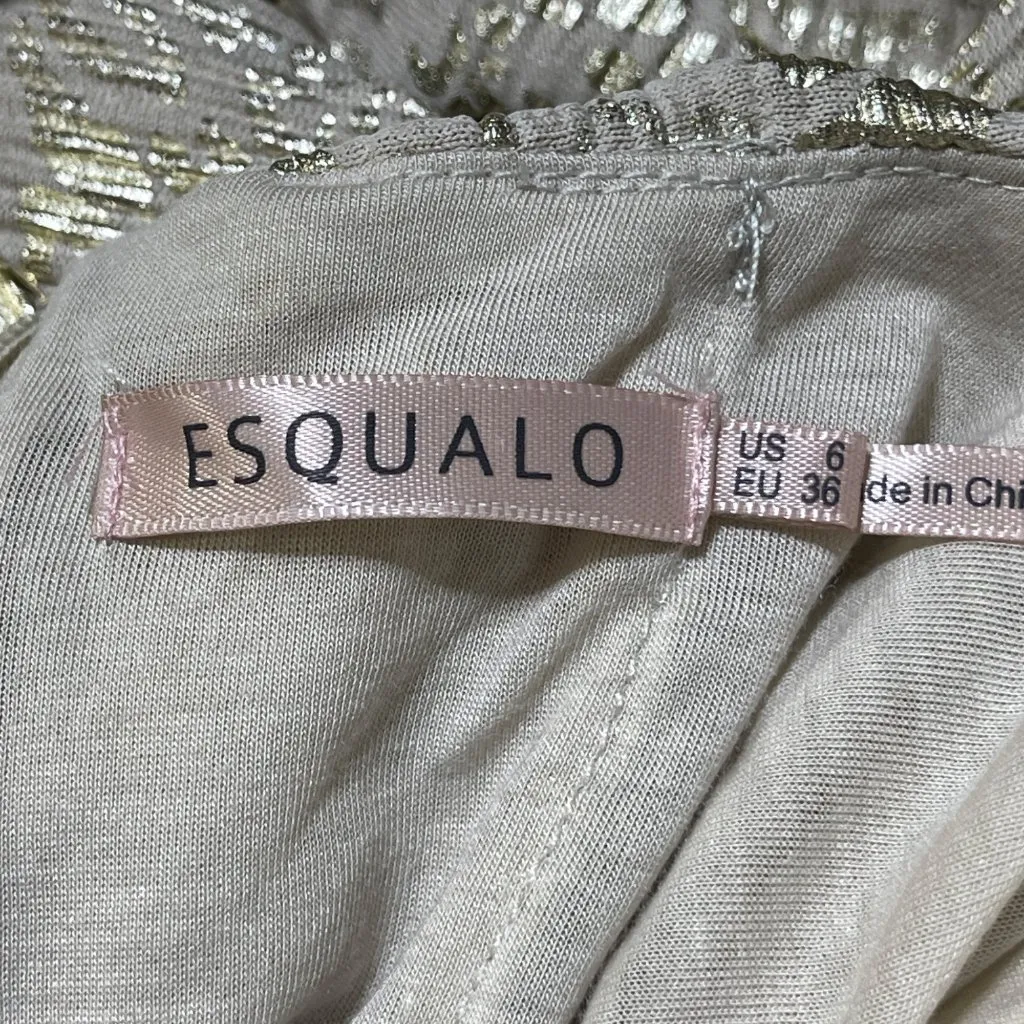 ESQUALO
US 6
EU 36
de in Chi